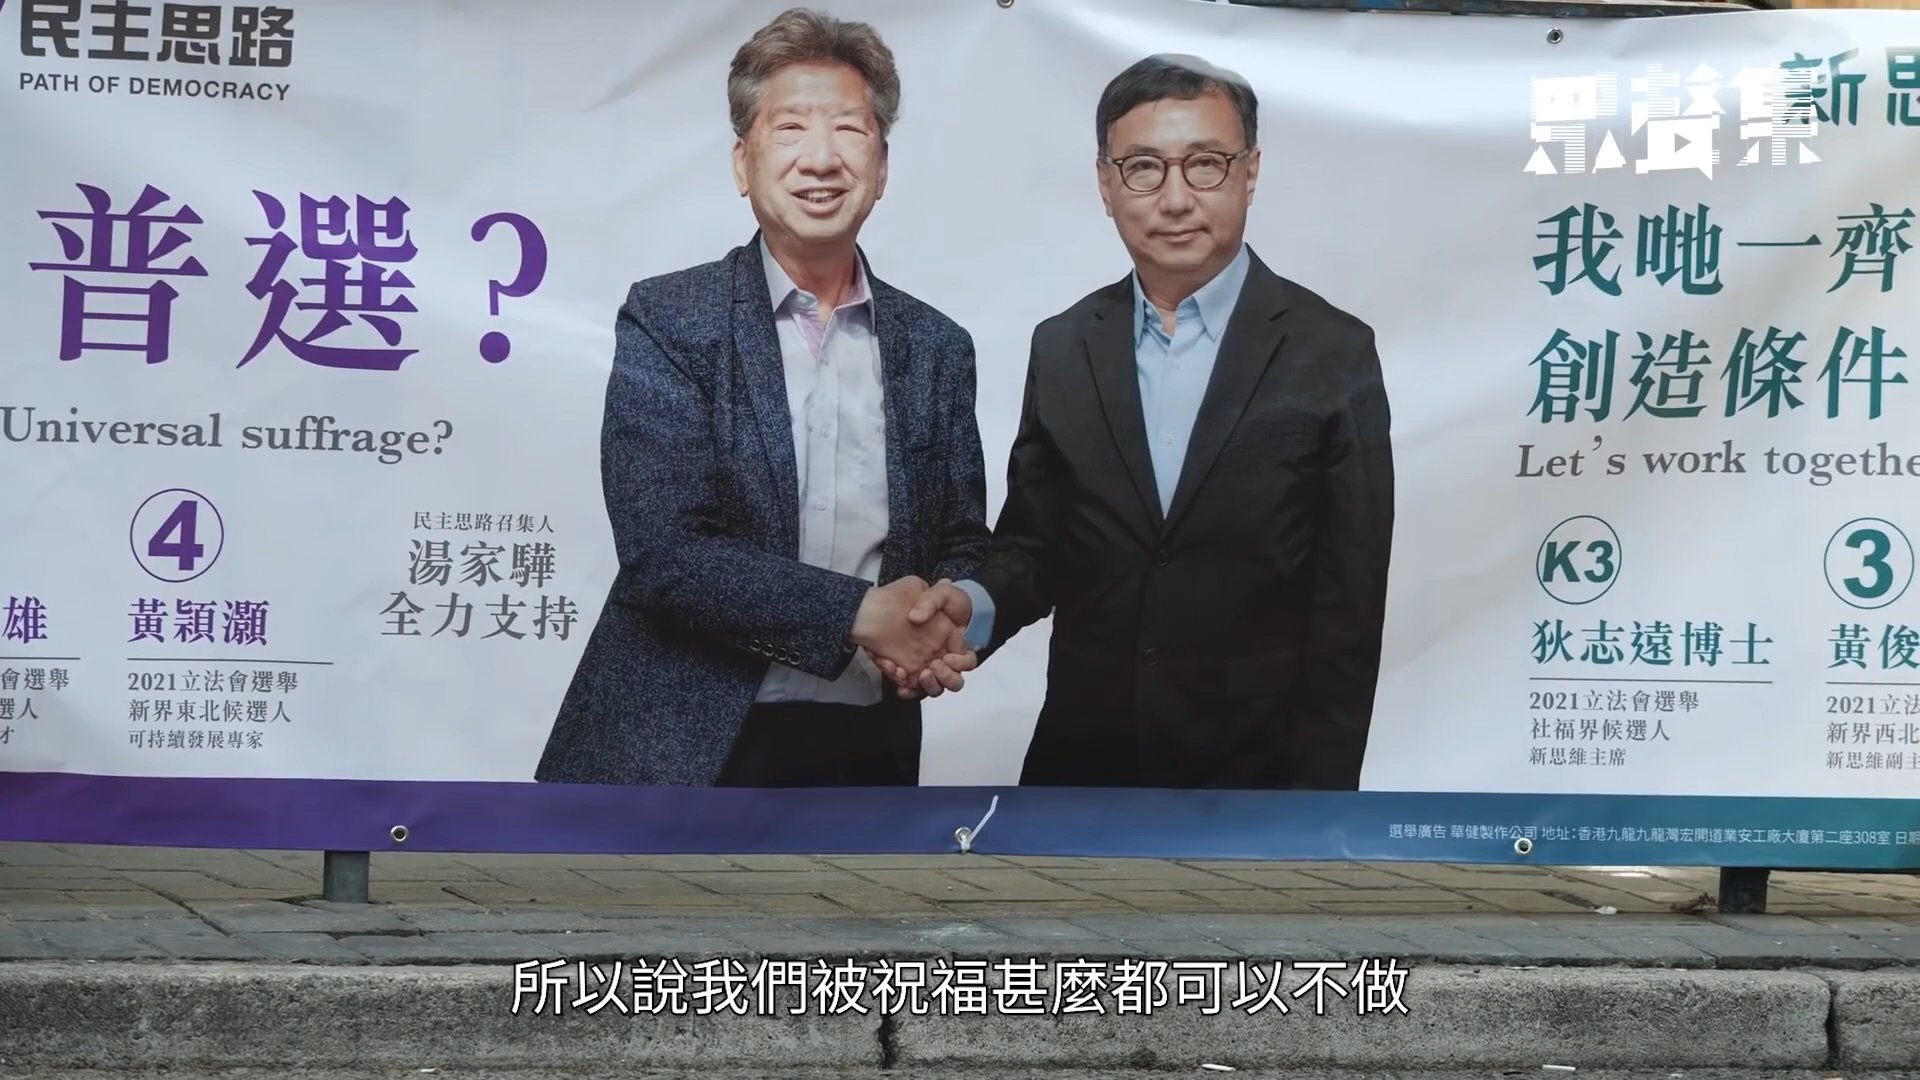 民主思路
PATH OF DEMOCRACY
普選?
Universal suffrage?
雄
會選舉
選人
才
4
黃頴灝
2021立法會選舉
新界東北候選人
可持續發展專家
民主思路召集人
湯家驊
全力支持
眾聲集
新思
我哋一齊
創造條件
Let's work togethe
K3
狄志遠博士
2021立法會選舉
社福界候選人
新思維主席
3
黃俊
2021立法
新界西北
新思維副主
選舉廣告 華健製作公司 地址：香港九龍九龍灣宏開道業安工廠大廈第二座308室 日期
所以說我們被祝福甚麼都可以不做